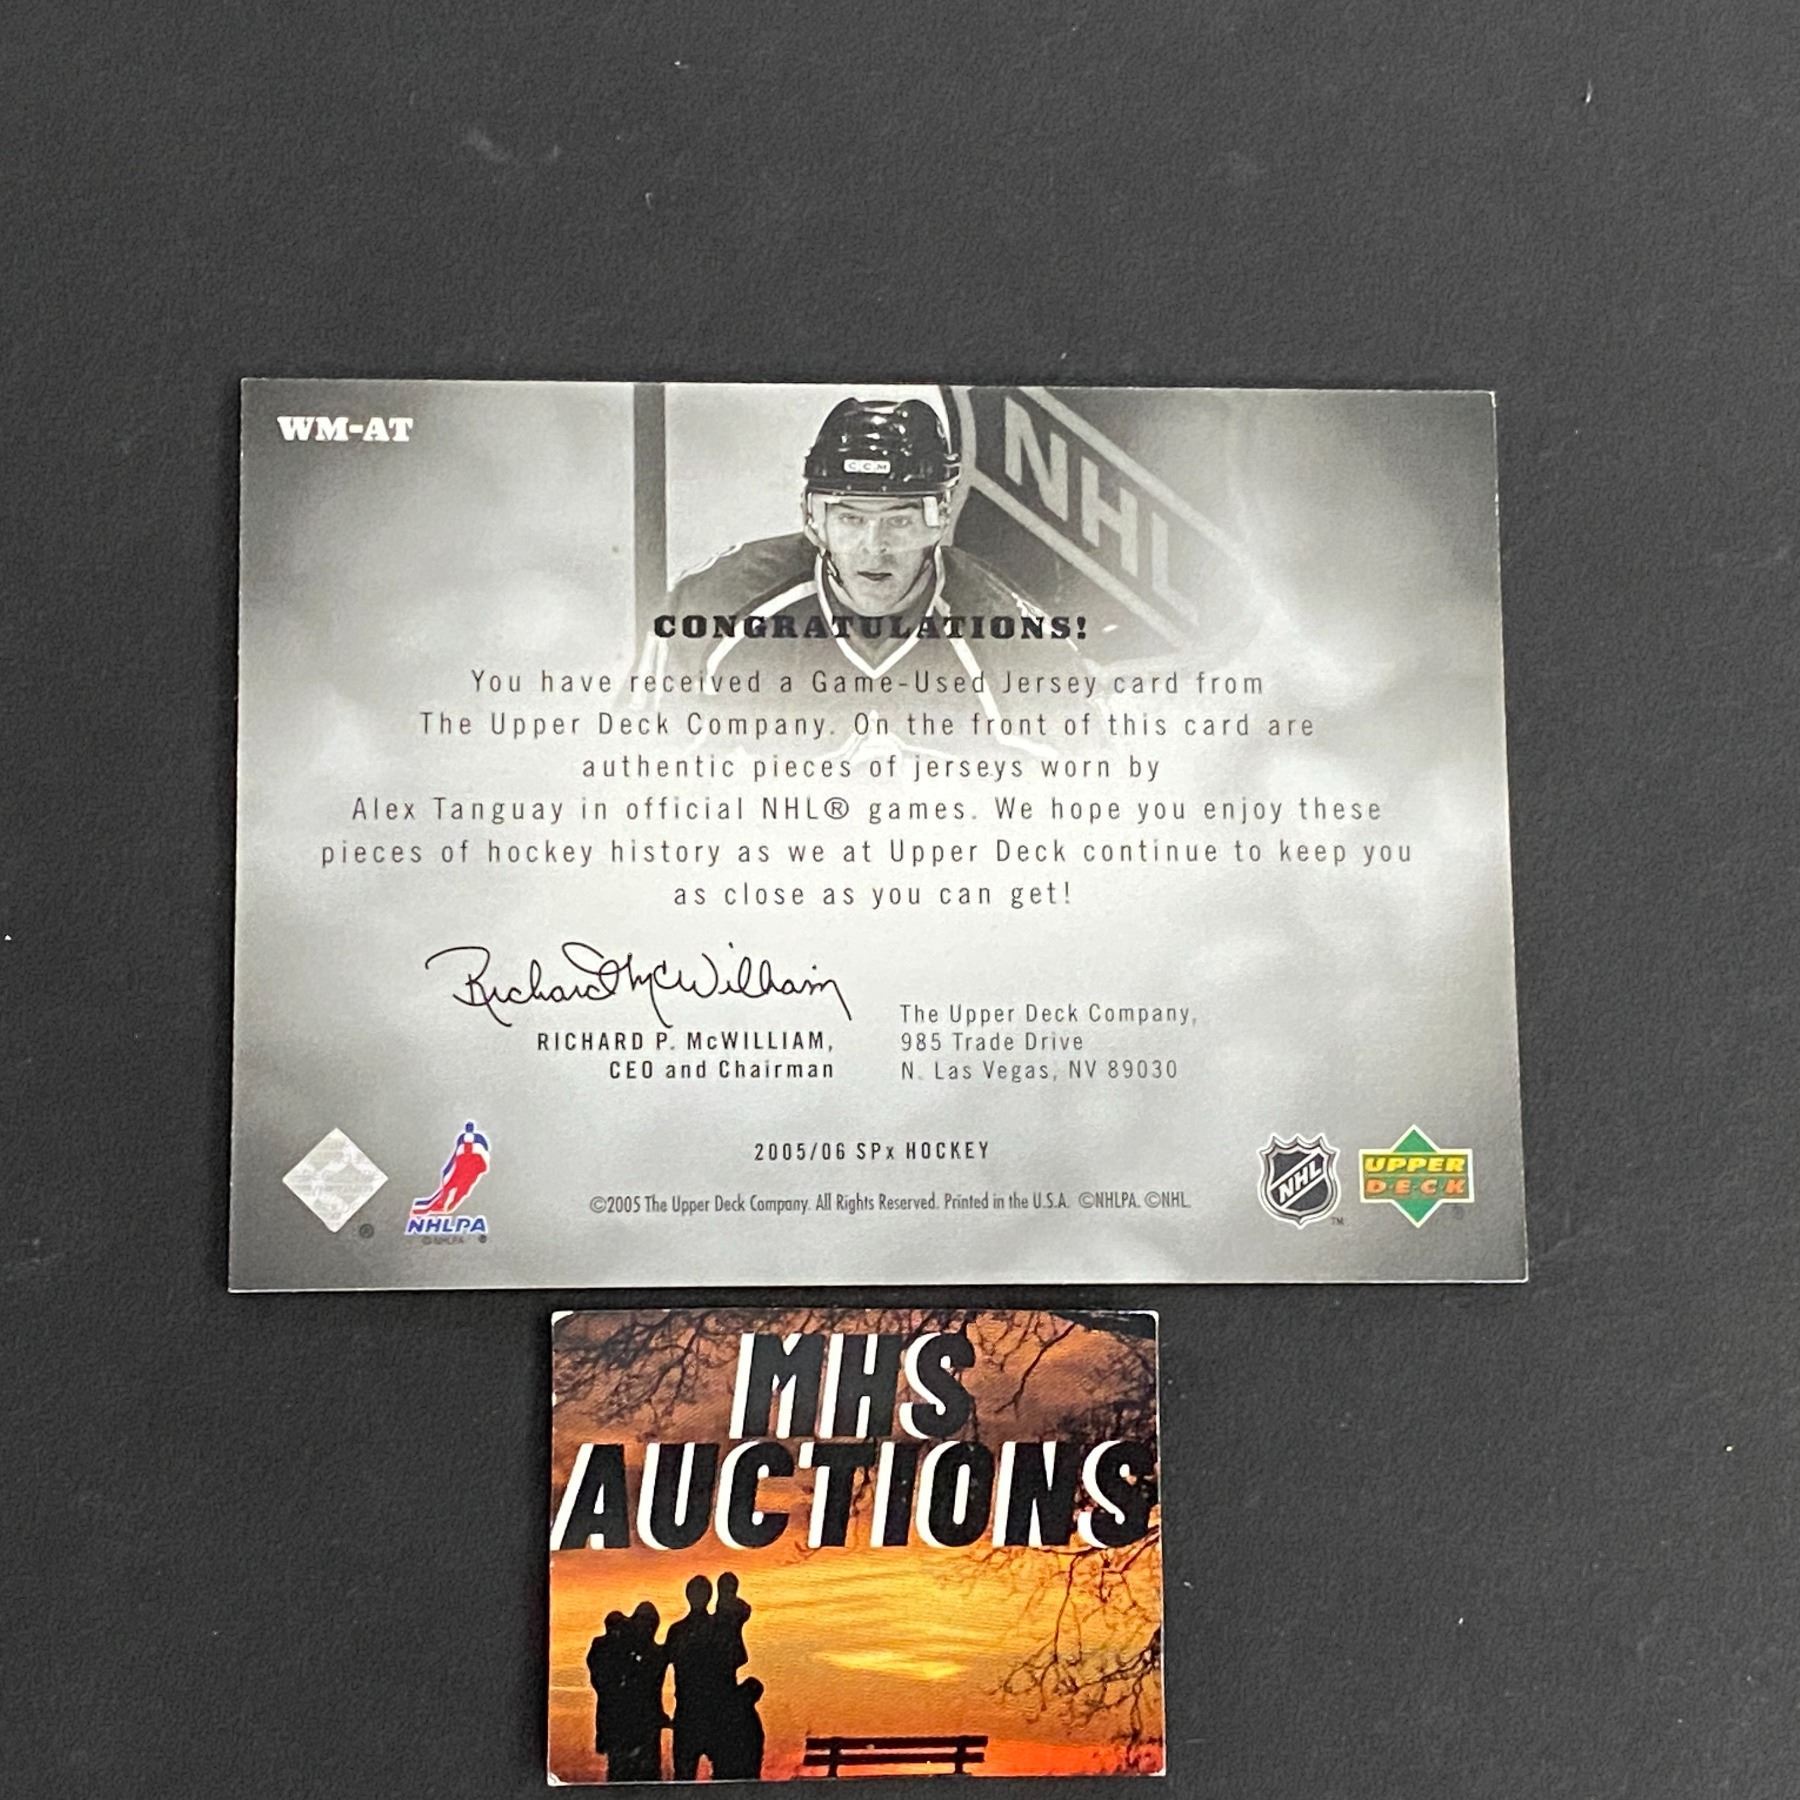 WM-AT
CCM
NHL
CONGRATULATIONS!
You have received a Game-Used Jersey card from
The Upper Deck Company. On the front of this card are
authentic pieces of jerseys worn by
Alex Tanguay in official NHL® games. We hope you enjoy these
pieces of hockey history as we at Upper Deck continue to keep you
as close as you can get!
Richard McWilliam
RICHARD P. McWILLIAM,
CEO and Chairman
The Upper Deck Company,
985 Trade Drive
N. Las Vegas, NV 89030
2005/06 SPx HOCKEY
©2005 The Upper Deck Company. All Rights Reserved. Printed in the U.S.A. ©NHLPA. ©NHL.
®
NHLPA
©NHLPA ®
NHL
™
UPPER
DECK
®
MHS
AUCTIONS